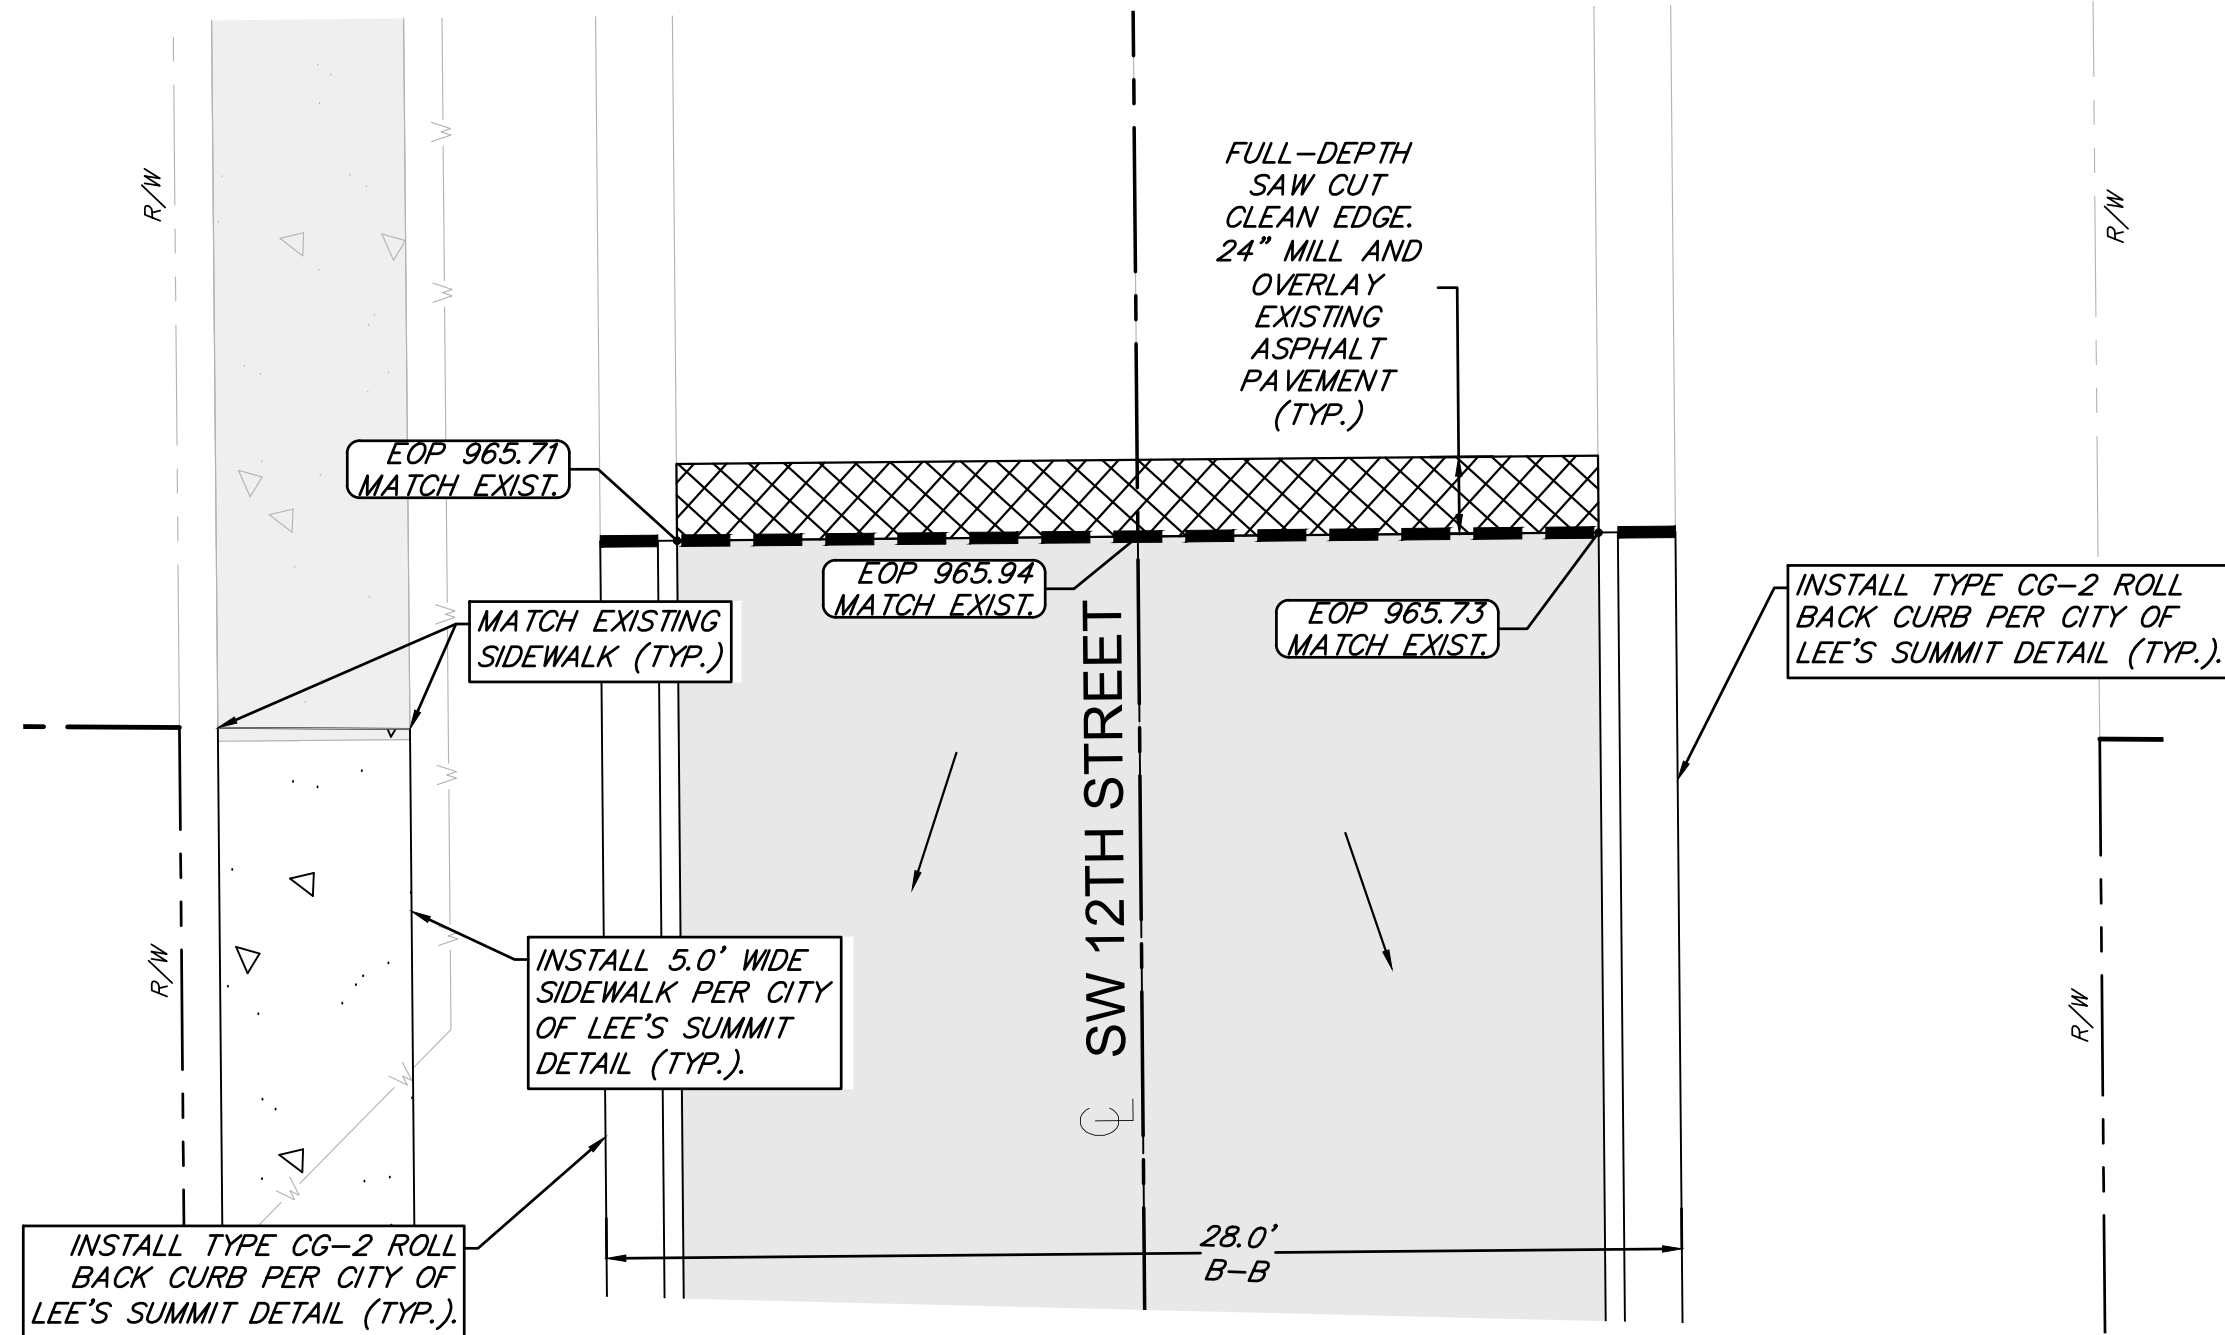 R/W
R/W
FULL-DEPTH
SAW CUT
CLEAN EDGE.
24" MILL AND
OVERLAY
EXISTING
ASPHALT
PAVEMENT
(TYP.)
W
W
EOP 965.71
MATCH EXIST.
EOP 965.94
MATCH EXIST.
EOP 965.73
MATCH EXIST.
INSTALL TYPE CG-2 ROLL
BACK CURB PER CITY OF
LEE'S SUMMIT DETAIL (TYP.).
W
MATCH EXISTING
SIDEWALK (TYP.)
W
SW 12TH STREET
W
INSTALL 5.0' WIDE
SIDEWALK PER CITY
OF LEE'S SUMMIT
DETAIL (TYP.).
R/W
R/W
W
W
CL
INSTALL TYPE CG-2 ROLL
BACK CURB PER CITY OF
LEE'S SUMMIT DETAIL (TYP.).
28.0'
B-B